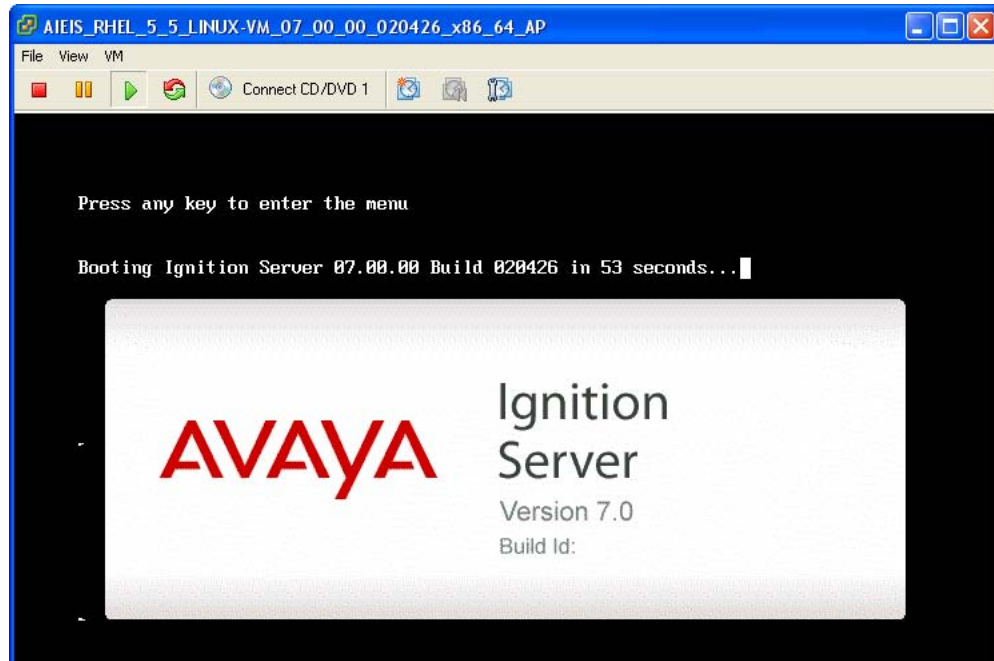 AIEIS_RHEL_5_5_LINUX-VM_07_00_00_020426_x86_64_AP
File View VM
Connect CD/DVD 1
Press any key to enter the menu
Booting Ignition Server 07.00.00 Build 020426 in 53 seconds...
AVAYA
Ignition
Server
Version 7.0
Build Id: